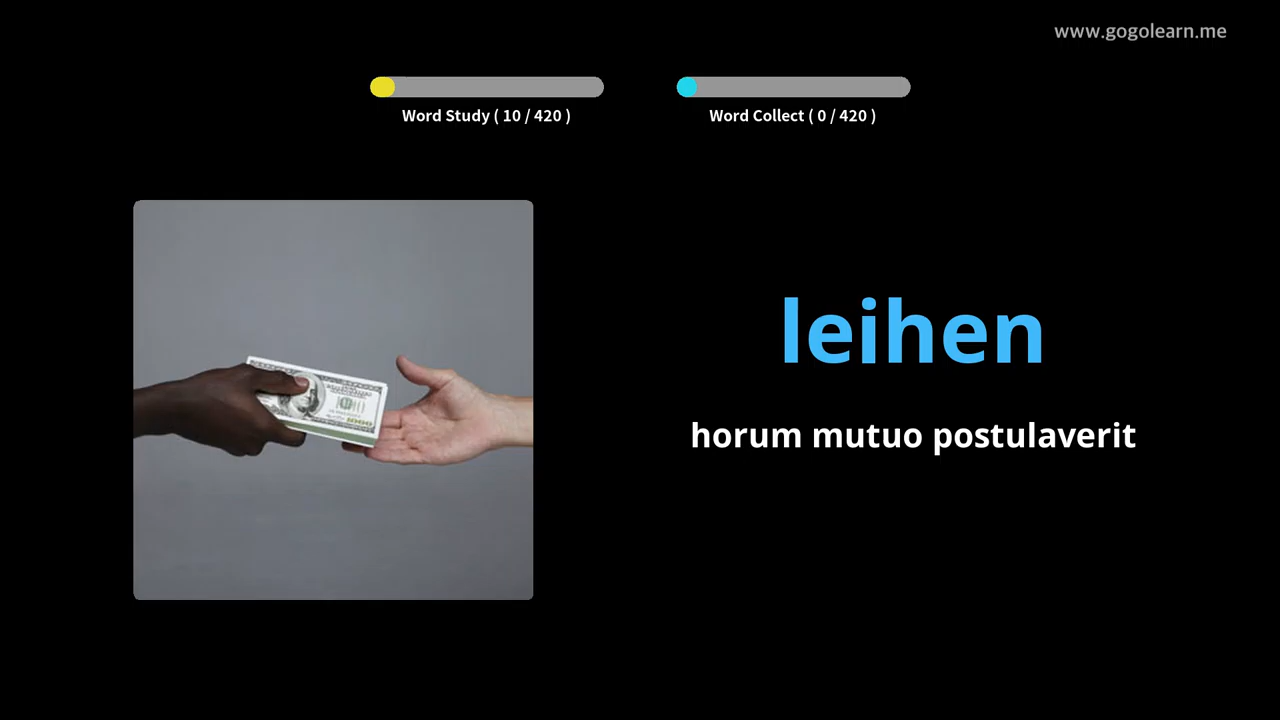 www.gogolearn.me
Word Study ( 10 / 420 )
Word Collect ( 0 / 420 )
leihen
horum mutuo postulaverit